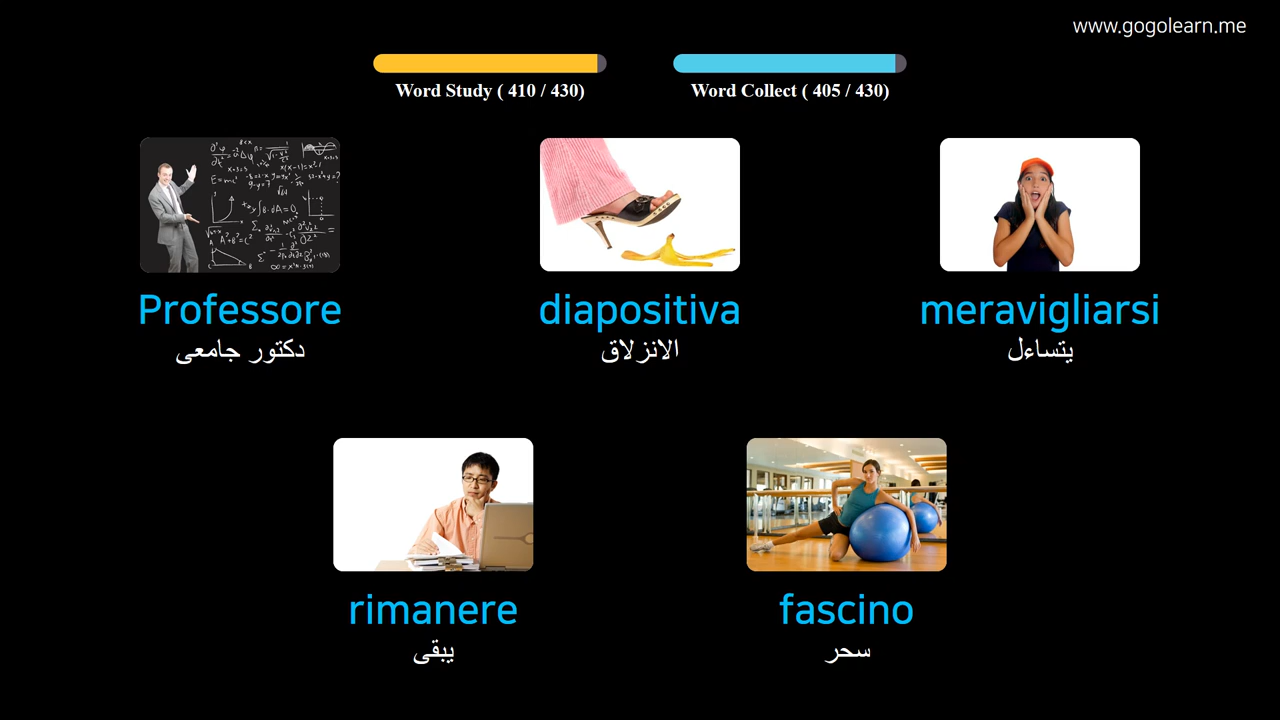 www.gogolearn.me
Word Study ( 410 / 430)
Word Collect ( 405 / 430)
Professore
دكتور جامعى
diapositiva
الانزلاق
meravigliarsi
يتساءل
rimanere
يبقى
fascino
سحر